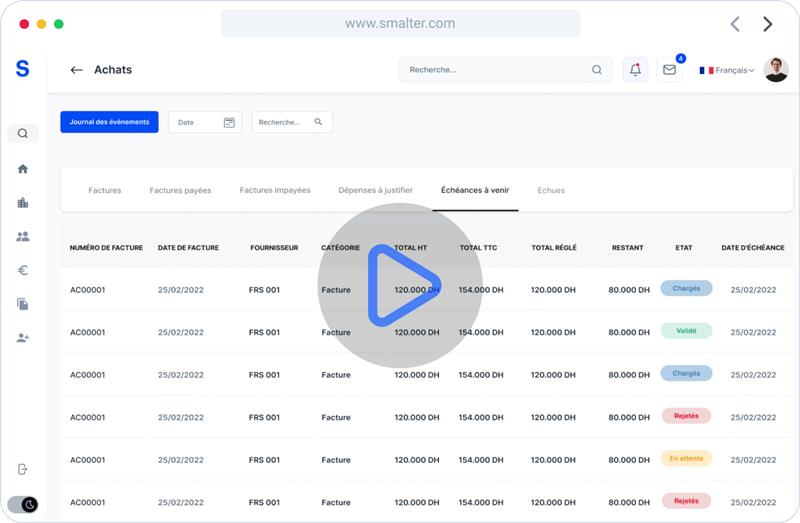 www.smalter.com
S
Achats
Recherche...
4
Français
Journal des événements
Date
Recherche...
Factures
Factures payées
Factures impayées
Dépenses à justifier
Échéances à venir
Echues
NUMÉRO DE FACTURE DATE DE FACTURE FOURNISSEUR CATÉGORIE TOTAL HT TOTAL TTC TOTAL RÉGLÉ RESTANT ETAT DATE D'ÉCHÉANCE
AC00001 25/02/2022 FRS 001 Facture 120.000 DH 154.000 DH 120.000 DH 80.000 DH Chargés 25/02/2022
AC00001 25/02/2022 FRS 001 Facture 120.000 DH 154.000 DH 120.000 DH 80.000 DH Validé 25/02/2022
AC00001 25/02/2022 FRS 001 Facture 120.000 DH 154.000 DH 120.000 DH 80.000 DH Chargés 25/02/2022
AC00001 25/02/2022 FRS 001 Facture 120.000 DH 154.000 DH 120.000 DH 80.000 DH Rejetés 25/02/2022
AC00001 25/02/2022 FRS 001 Facture 120.000 DH 154.000 DH 120.000 DH 80.000 DH En attente 25/02/2022
AC00001 25/02/2022 FRS 001 Facture 120.000 DH 154.000 DH 120.000 DH 80.000 DH Rejetés 25/02/2022